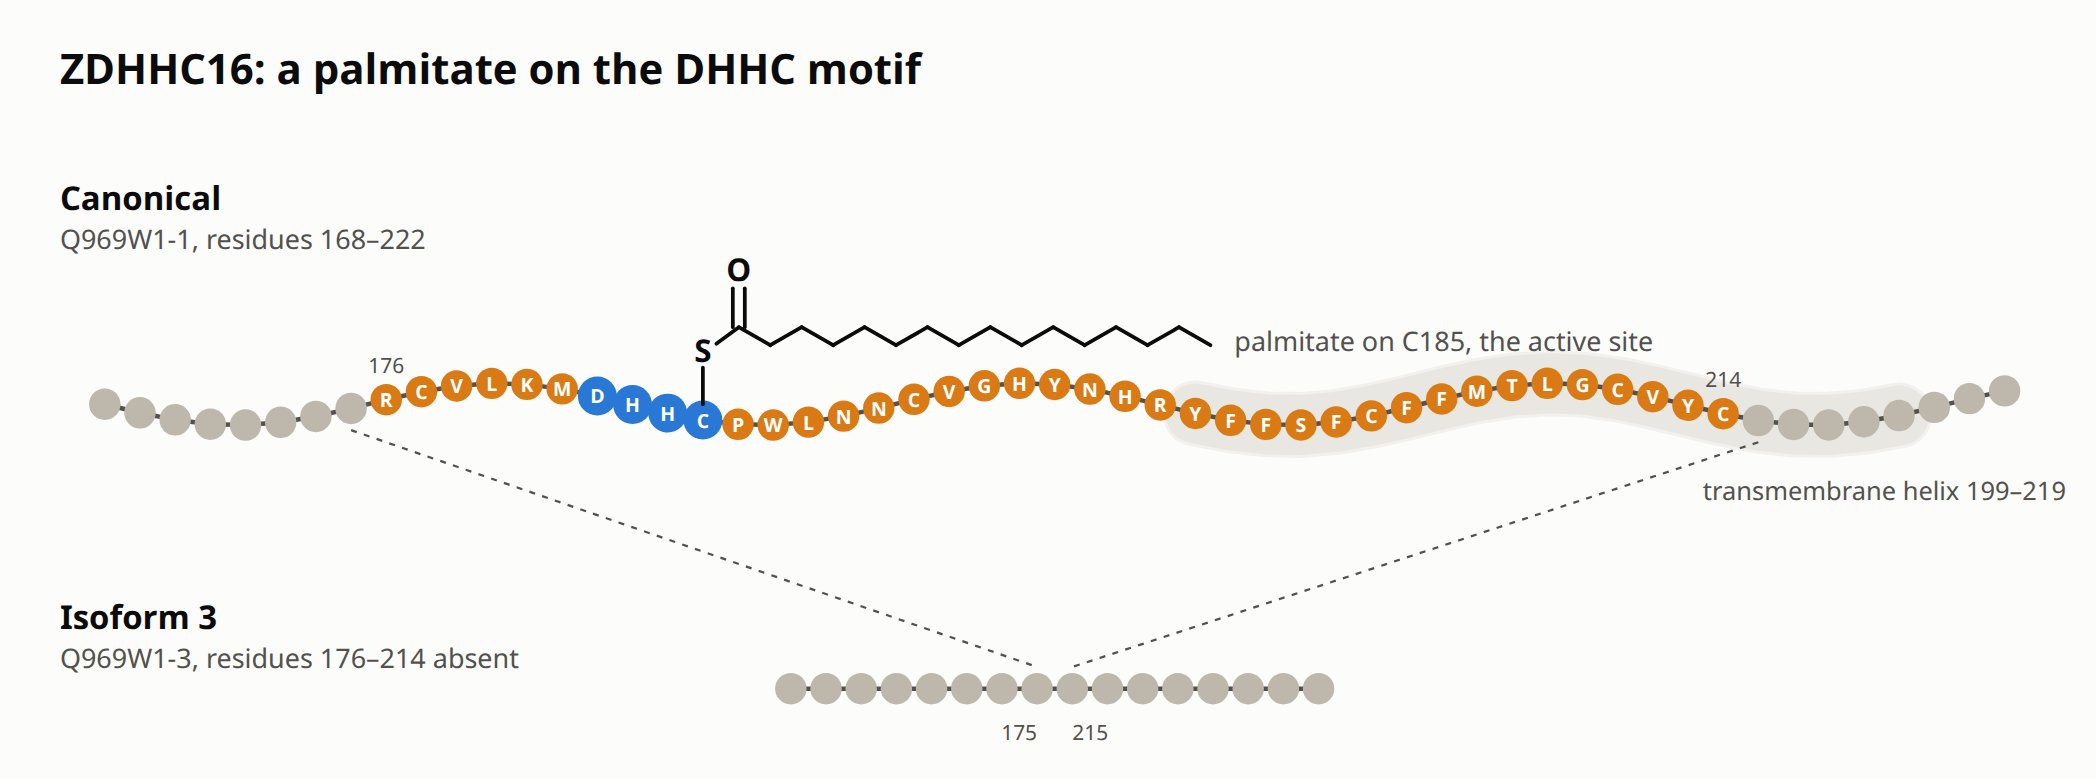 ZDHHC16: a palmitate on the DHHC motif
Canonical
Q969W1-1, residues 168–222
O
S
palmitate on C185, the active site
176
214
R C V L K M D H H C P W L N N C V G H Y N H R Y F F S F C F F M T L G C V Y C
transmembrane helix 199–219
Isoform 3
Q969W1-3, residues 176–214 absent
175 215